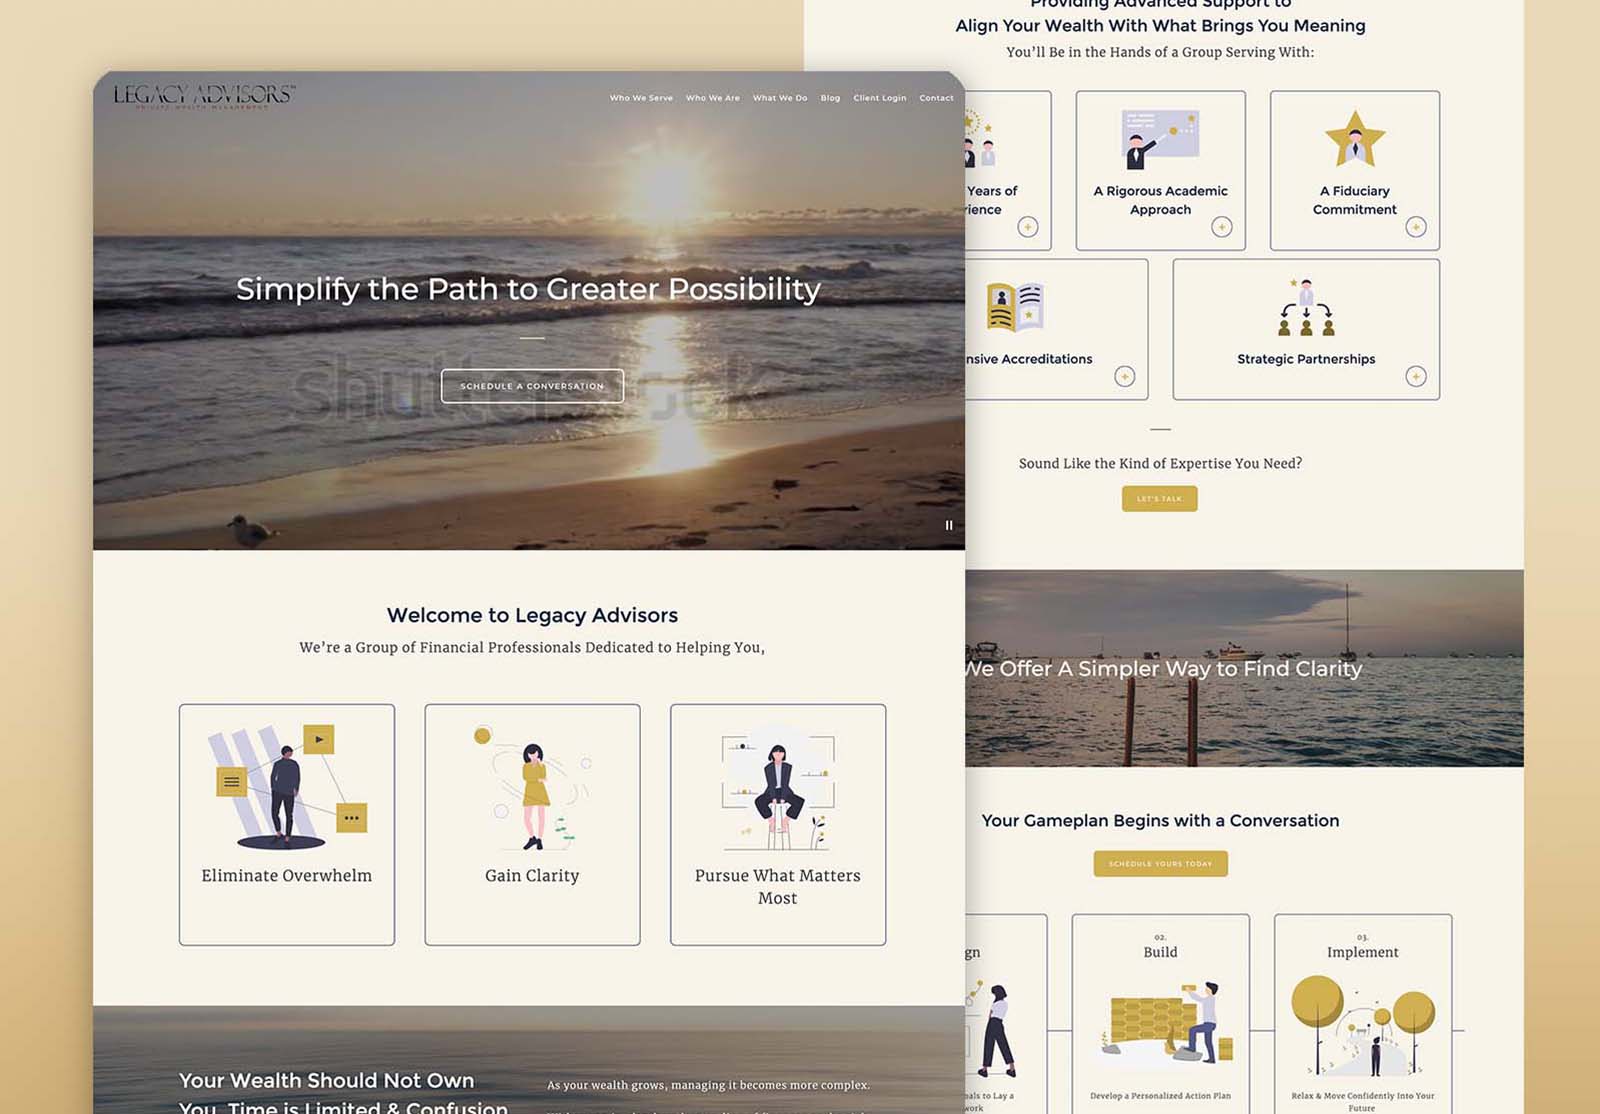 LEGACY ADVISORS™
PRIVATE WEALTH MANAGEMENT
Who We Serve Who We Are What We Do Blog Client Login Contact
Simplify the Path to Greater Possibility
shutterstock
SCHEDULE A CONVERSATION
Welcome to Legacy Advisors
We're a Group of Financial Professionals Dedicated to Helping You,
Eliminate Overwhelm
Gain Clarity
Pursue What Matters
Most
Your Wealth Should Not Own
You. Time is Limited & Confusion
As your wealth grows, managing it becomes more complex.
Providing Advanced Support to
Align Your Wealth With What Brings You Meaning
You'll Be in the Hands of a Group Serving With:
Years of
rience
A Rigorous Academic
Approach
A Fiduciary
Commitment
nsive Accreditations
Strategic Partnerships
Sound Like the Kind of Expertise You Need?
LET'S TALK
We Offer A Simpler Way to Find Clarity
Your Gameplan Begins with a Conversation
SCHEDULE YOURS TODAY
gn
als to Lay a
work
02.
Build
Develop a Personalized Action Plan
03.
Implement
Relax & Move Confidently Into Your
Future